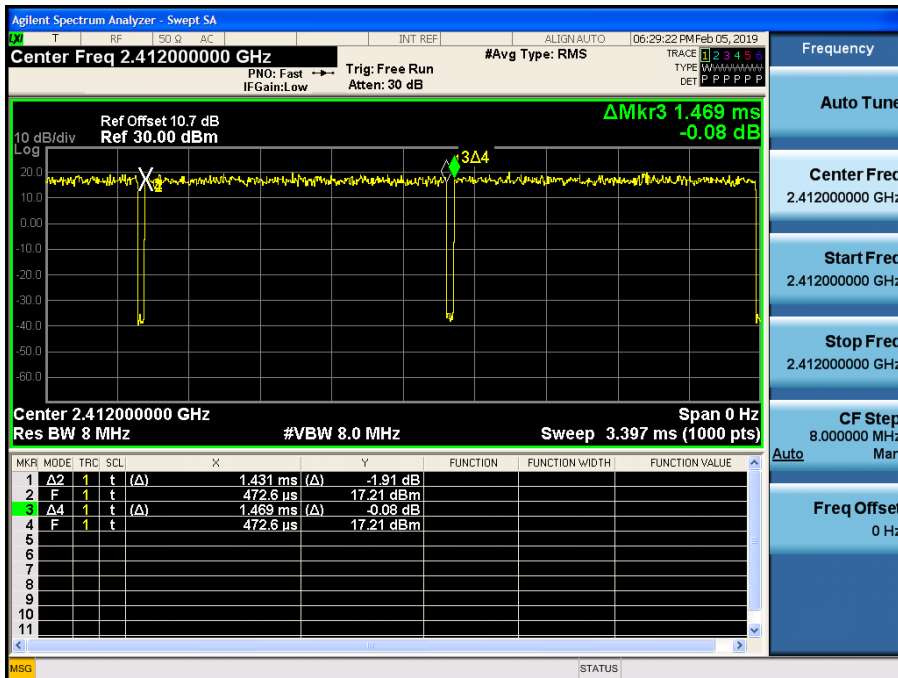 Agilent Spectrum Analyzer - Swept SA
LXI T RF 50 Ω AC INT REF ALIGN AUTO 06:29:22 PM Feb 05, 2019
Center Freq 2.412000000 GHz
#Avg Type: RMS
TRACE 1 2 3 4 5 6
TYPE WWWWWW
DET P P P P P P
PNO: Fast
IFGain:Low
Trig: Free Run
Atten: 30 dB
Ref Offset 10.7 dB
Ref 30.00 dBm
10 dB/div
Log
ΔMkr3 1.469 ms
-0.08 dB
3Δ4
20.0
10.0
0.00
-10.0
-20.0
-30.0
-40.0
-50.0
-60.0
Center 2.412000000 GHz
Span 0 Hz
Res BW 8 MHz
#VBW 8.0 MHz
Sweep 3.397 ms (1000 pts)
MKR MODE TRC SCL X Y FUNCTION FUNCTION WIDTH FUNCTION VALUE
1 Δ2 1 t (Δ) 1.431 ms (Δ) -1.91 dB
2 F 1 t 472.6 µs 17.21 dBm
3 Δ4 1 t (Δ) 1.469 ms (Δ) -0.08 dB
4 F 1 t 472.6 µs 17.21 dBm
5
6
7
8
9
10
11
MSG
STATUS
Frequency
Auto Tune
Center Freq
2.412000000 GHz
Start Freq
2.412000000 GHz
Stop Freq
2.412000000 GHz
CF Step
8.000000 MHz
Auto Man
Freq Offset
0 Hz